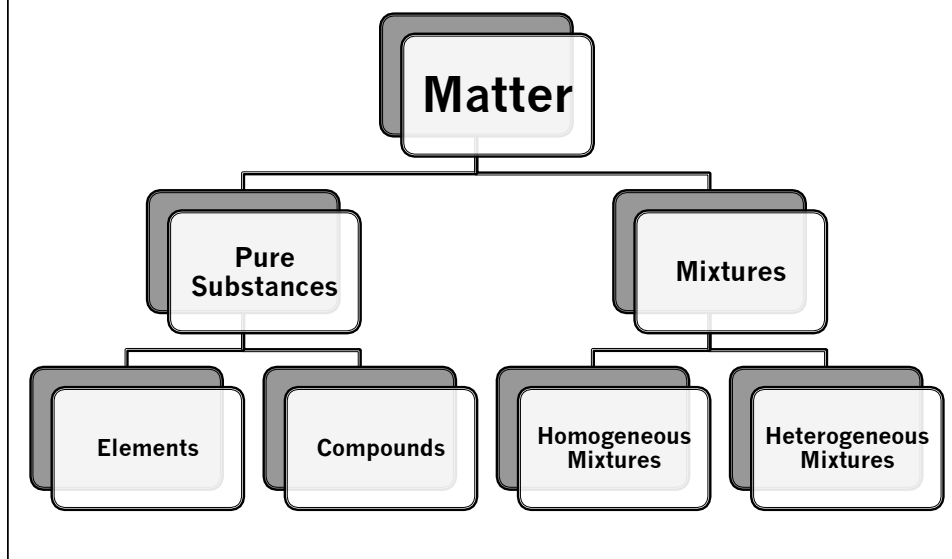 Matter
Pure
Substances
Mixtures
Elements
Compounds
Homogeneous
Mixtures
Heterogeneous
Mixtures